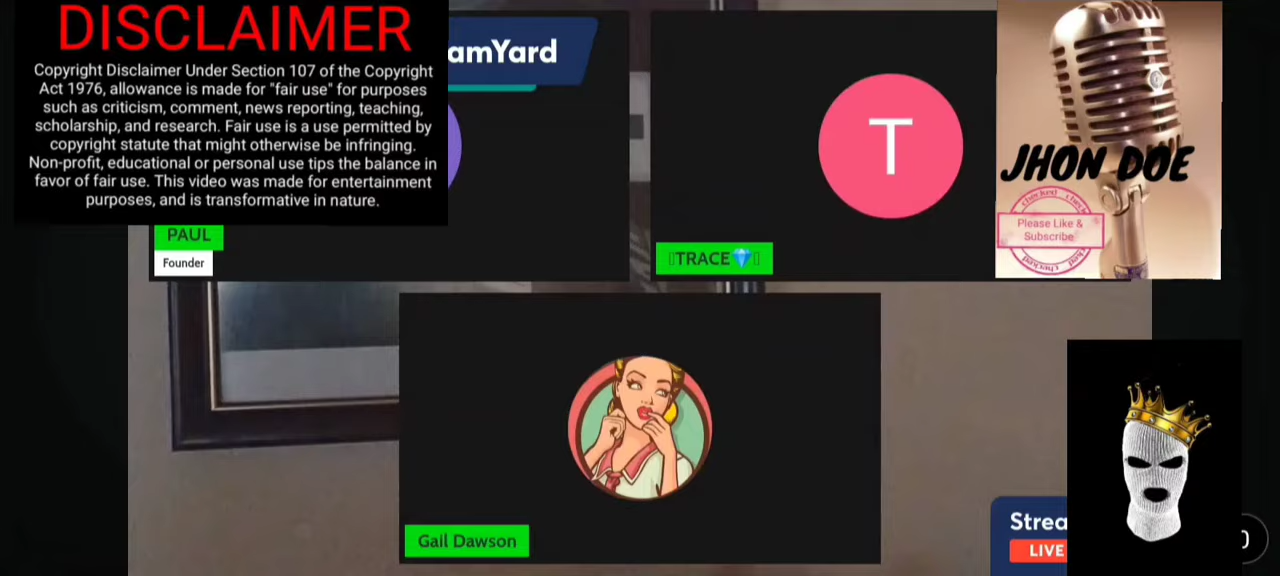 DISCLAIMER
Copyright Disclaimer Under Section 107 of the Copyright
Act 1976, allowance is made for "fair use" for purposes
such as criticism, comment, news reporting, teaching,
scholarship, and research. Fair use is a use permitted by
copyright statute that might otherwise be infringing.
Non-profit, educational or personal use tips the balance in
favor of fair use. This video was made for entertainment
purposes, and is transformative in nature.
amYard
PAUL
Founder
T
TRACE💎
JHON DOE
checked
Please Like &
Subscribe
checked
Gail Dawson
Strea
LIVE